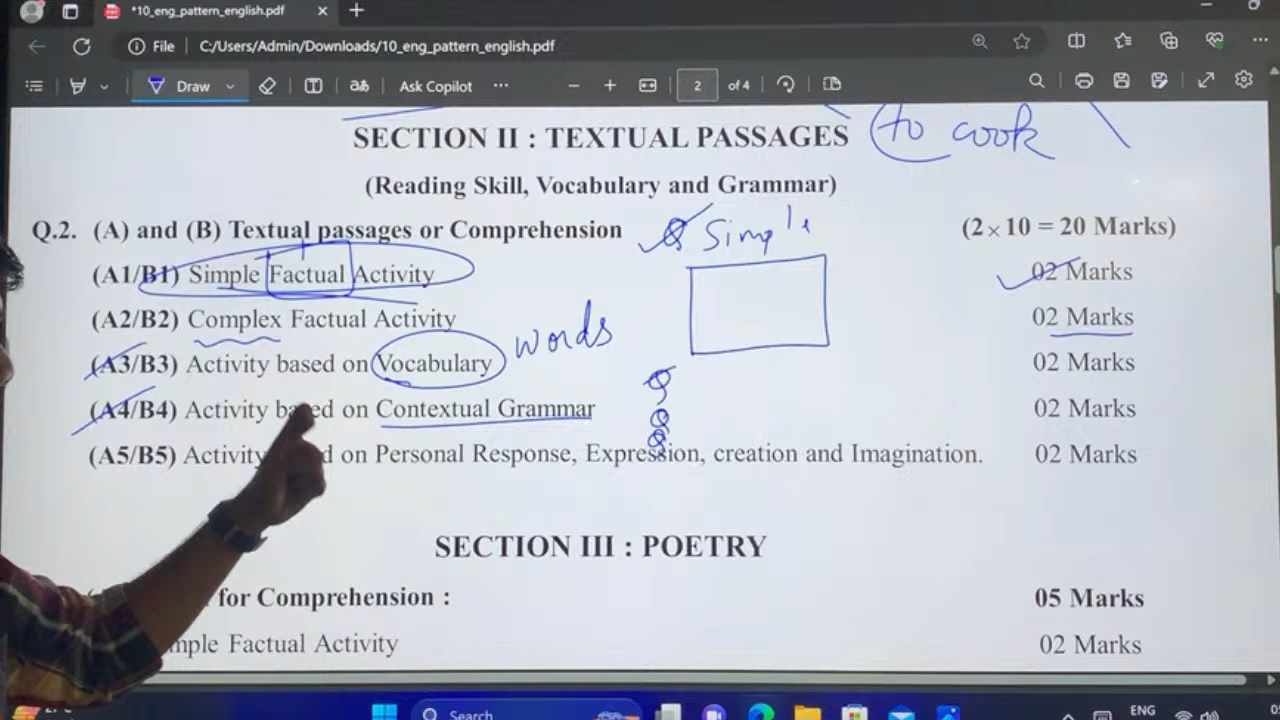 *10_eng_pattern_english.pdf
File C:/Users/Admin/Downloads/10_eng_pattern_english.pdf
Draw Ask Copilot 2 of 4
SECTION II : TEXTUAL PASSAGES (to cook
(Reading Skill, Vocabulary and Grammar)
Q.2. (A) and (B) Textual passages or Comprehension Simple (2 × 10 = 20 Marks)
(A1/B1) Simple Factual Activity 02 Marks
(A2/B2) Complex Factual Activity 02 Marks
(A3/B3) Activity based on Vocabulary words 02 Marks
(A4/B4) Activity based on Contextual Grammar 02 Marks
(A5/B5) Activity on Personal Response, Expression, creation and Imagination. 02 Marks
SECTION III : POETRY
for Comprehension : 05 Marks
Factual Activity 02 Marks
Search ENG